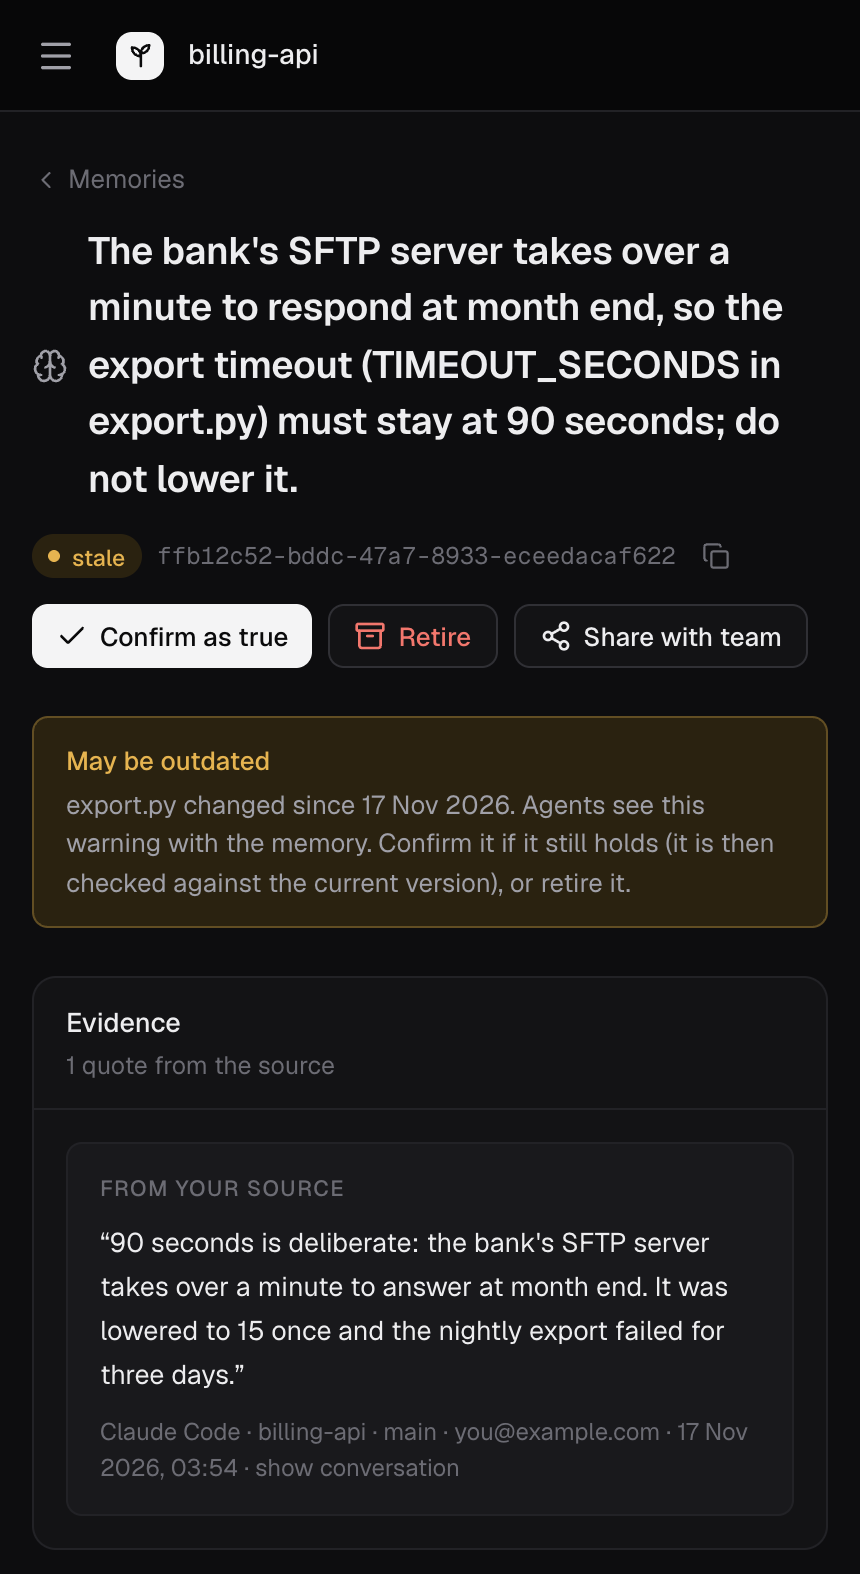 billing-api
Memories
The bank's SFTP server takes over a
minute to respond at month end, so the
export timeout (TIMEOUT_SECONDS in
export.py) must stay at 90 seconds; do
not lower it.
stale ffb12c52-bddc-47a7-8933-eceedacaf622
Confirm as true Retire Share with team
May be outdated
export.py changed since 17 Nov 2026. Agents see this
warning with the memory. Confirm it if it still holds (it is then
checked against the current version), or retire it.
Evidence
1 quote from the source
FROM YOUR SOURCE
“90 seconds is deliberate: the bank's SFTP server
takes over a minute to answer at month end. It was
lowered to 15 once and the nightly export failed for
three days.”
Claude Code · billing-api · main · you@example.com · 17 Nov
2026, 03:54 · show conversation